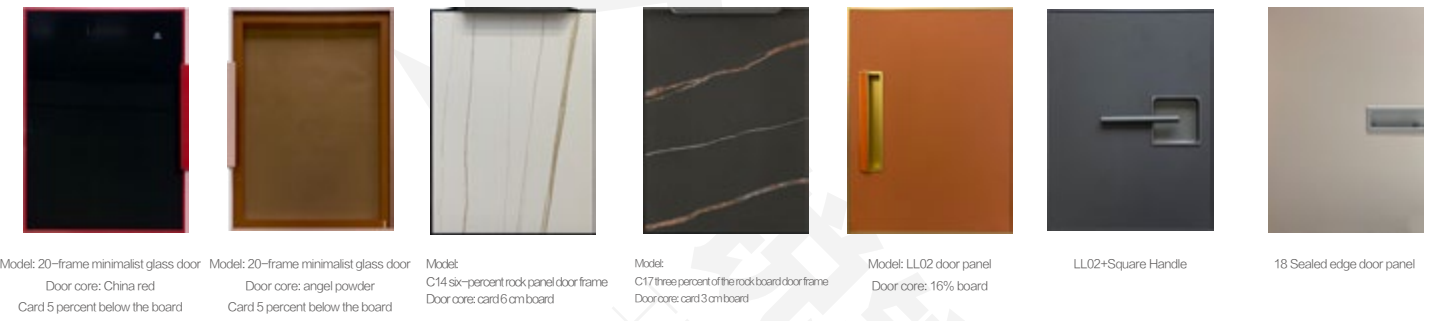 Model: 20-frame minimalist glass door
Door core: China red
Card 5 percent below the board
Model: 20-frame minimalist glass door
Door core: angel powder
Card 5 percent below the board
Model:
C14 six-percent rock panel door frame
Door core: card 6 cm board
Model:
C17 three percent of the rock board door frame
Door core: card 3 cm board
Model: LL02 door panel
Door core: 16% board
LL02+Square Handle
18 Sealed edge door panel